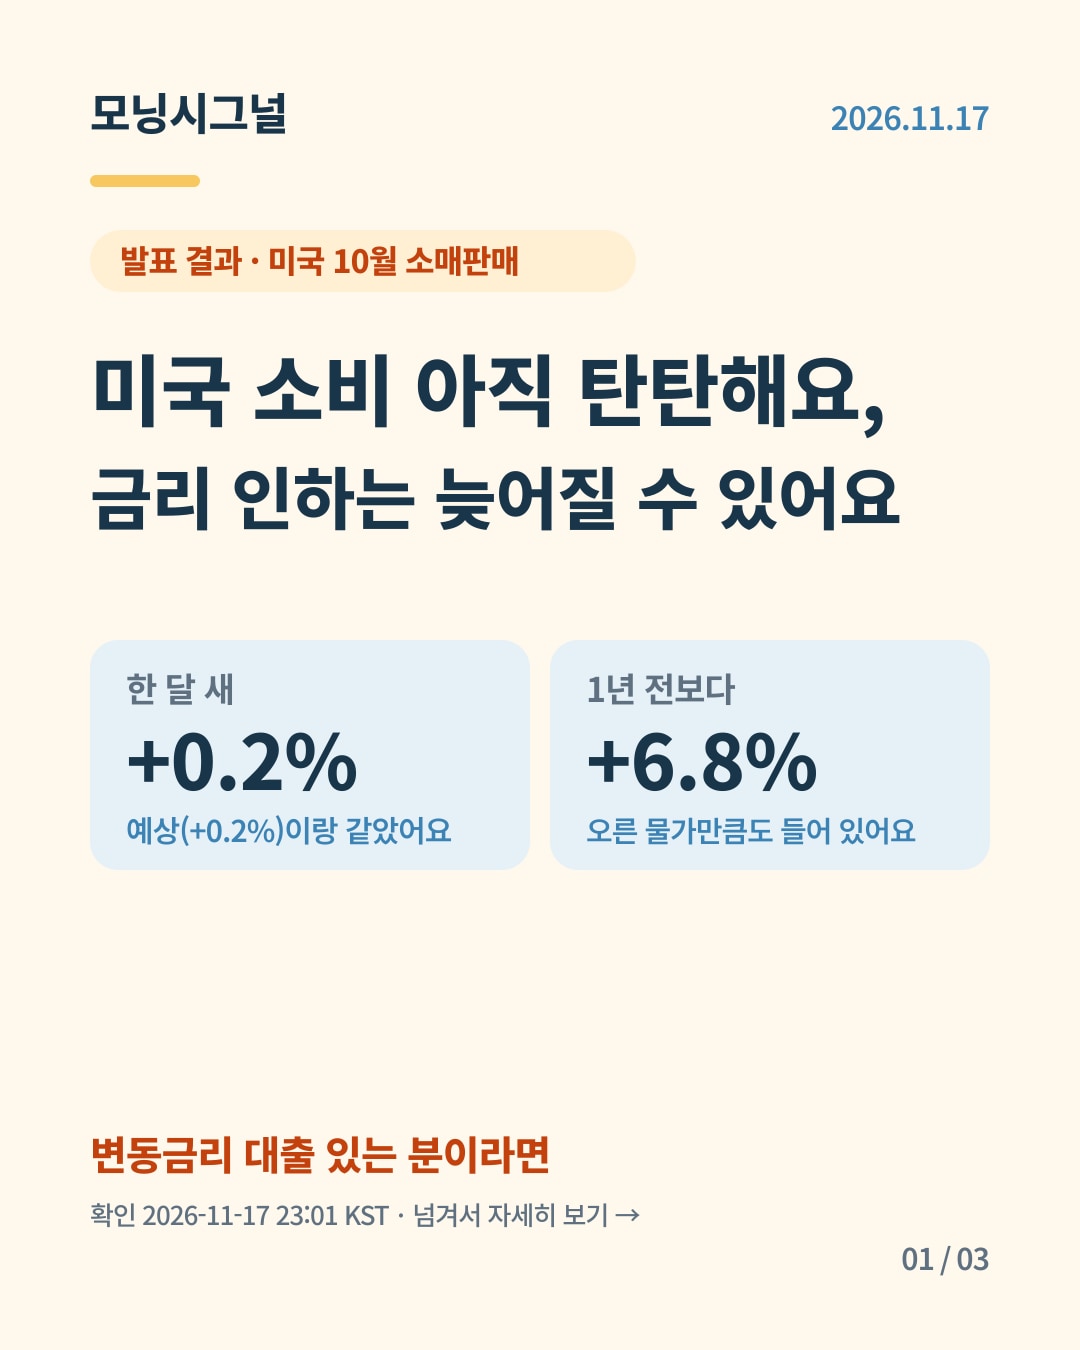 모닝시그널
2026.11.17
발표 결과 · 미국 10월 소매판매
미국 소비 아직 탄탄해요,
금리 인하는 늦어질 수 있어요
한 달 새
+0.2%
예상(+0.2%)이랑 같았어요
1년 전보다
+6.8%
오른 물가만큼도 들어 있어요
변동금리 대출 있는 분이라면
확인 2026-11-17 23:01 KST · 넘겨서 자세히 보기 →
01 / 03